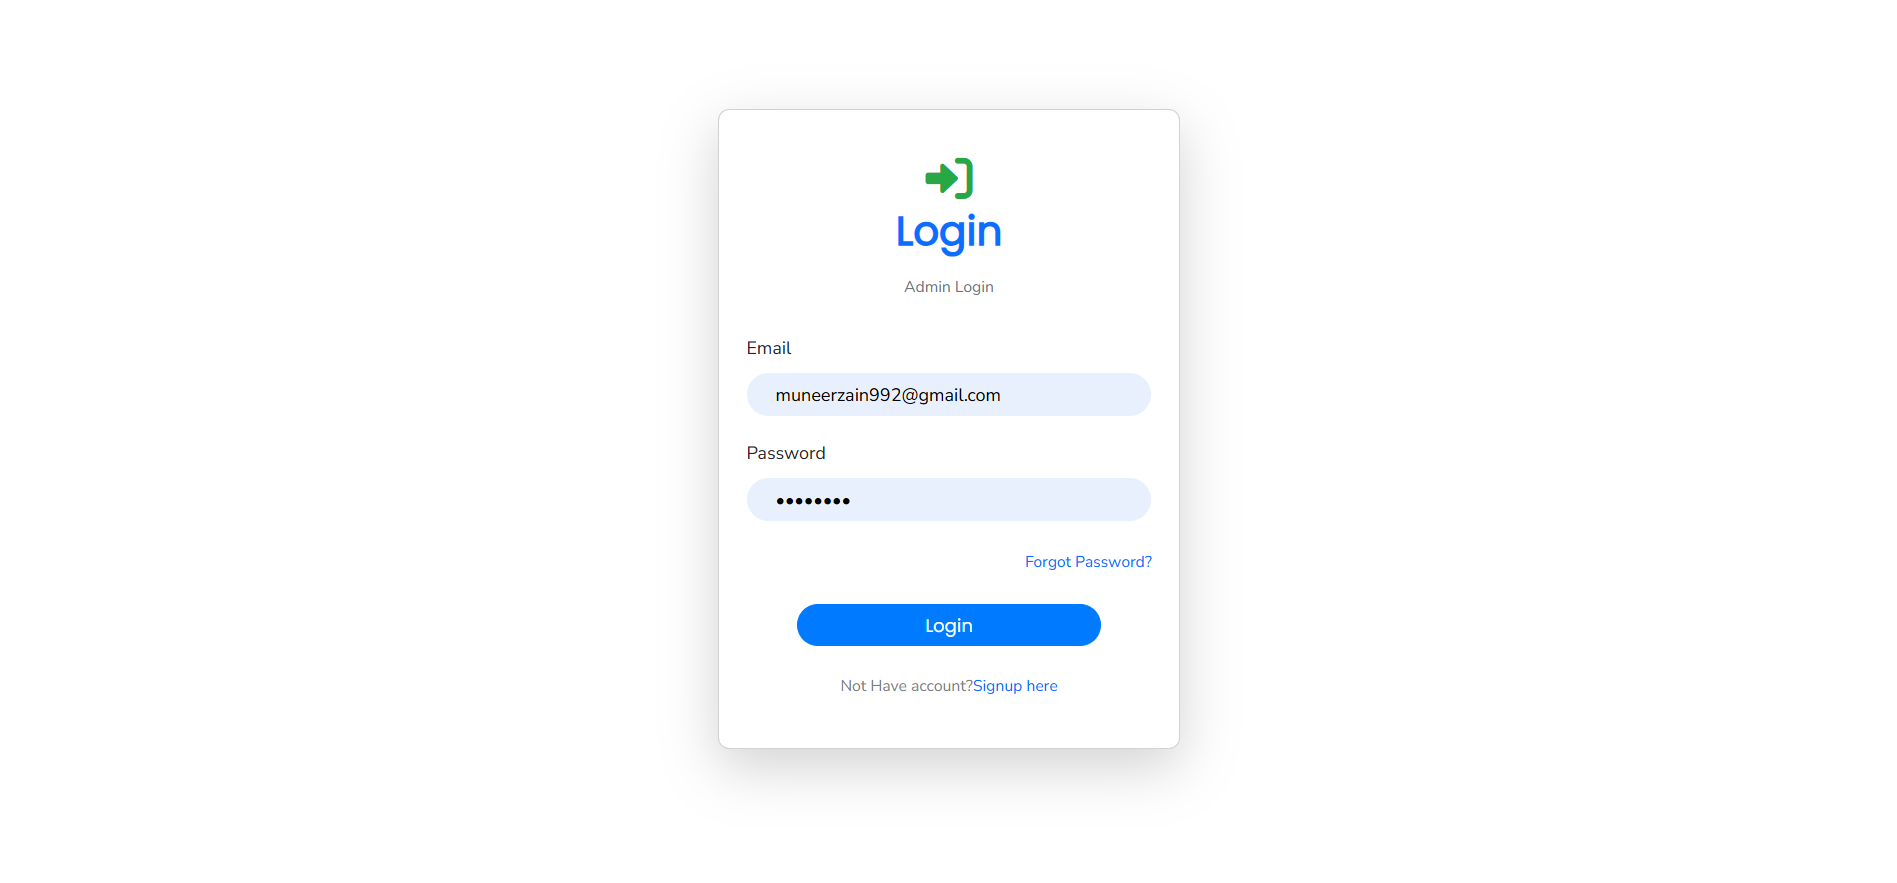 Login
Admin Login
Email
muneerzain992@gmail.com
Password
••••••••
Forgot Password?
Login
Not Have account?Signup here